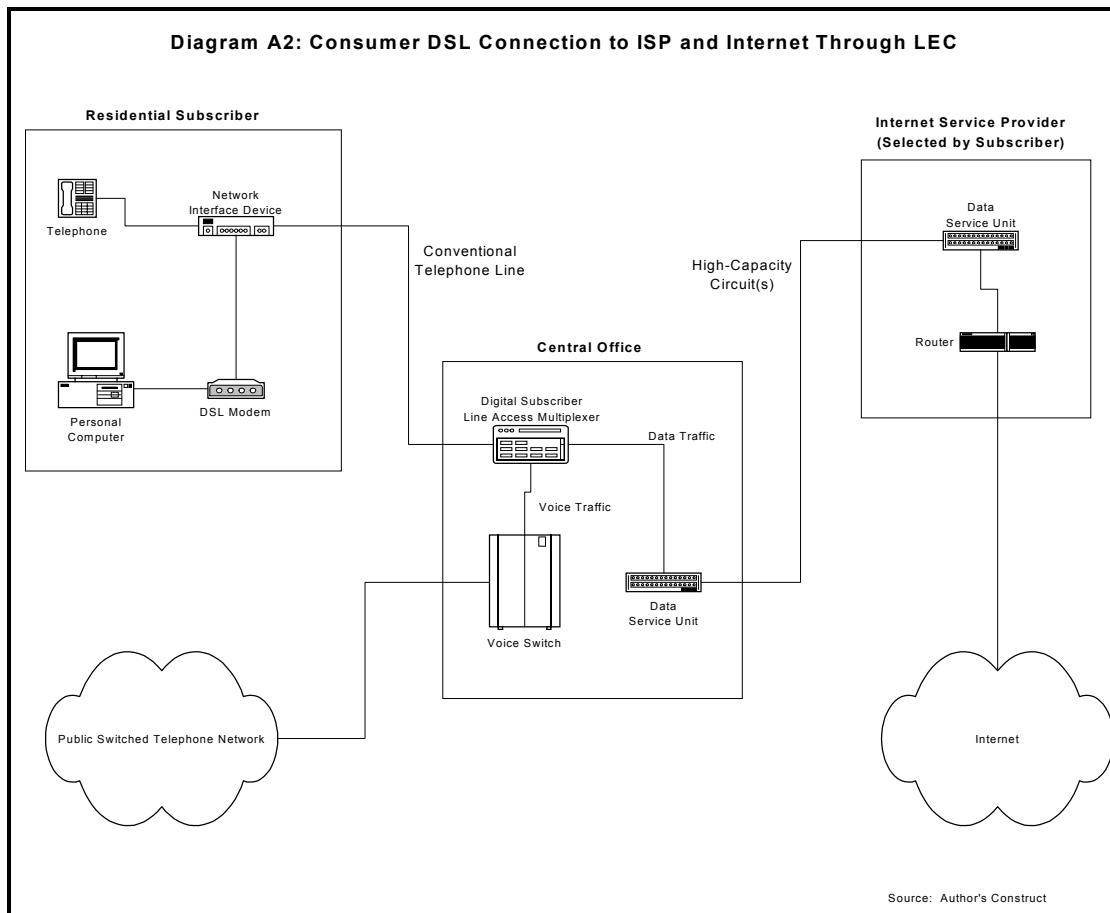 Diagram A2: Consumer DSL Connection to ISP and Internet Through LEC
Residential Subscriber
Telephone
Network
Interface Device
Personal
Computer
DSL Modem
Conventional
Telephone Line
Central Office
Digital Subscriber
Line Access Multiplexer
Data Traffic
Voice Traffic
Voice Switch
Data
Service Unit
High-Capacity
Circuit(s)
Internet Service Provider
(Selected by Subscriber)
Data
Service Unit
Router
Public Switched Telephone Network
Internet
Source: Author's Construct